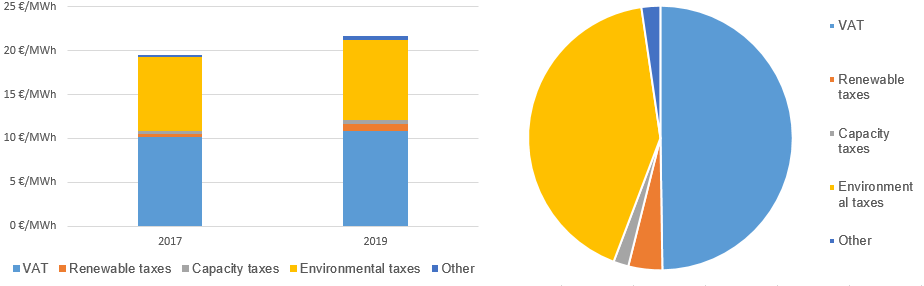 25 €/MWh
20 €/MWh
15 €/MWh
10 €/MWh
5 €/MWh
0 €/MWh
2017 2019
VAT Renewable taxes Capacity taxes Environmental taxes Other
VAT
Renewable
taxes
Capacity
taxes
Environment
al taxes
Other